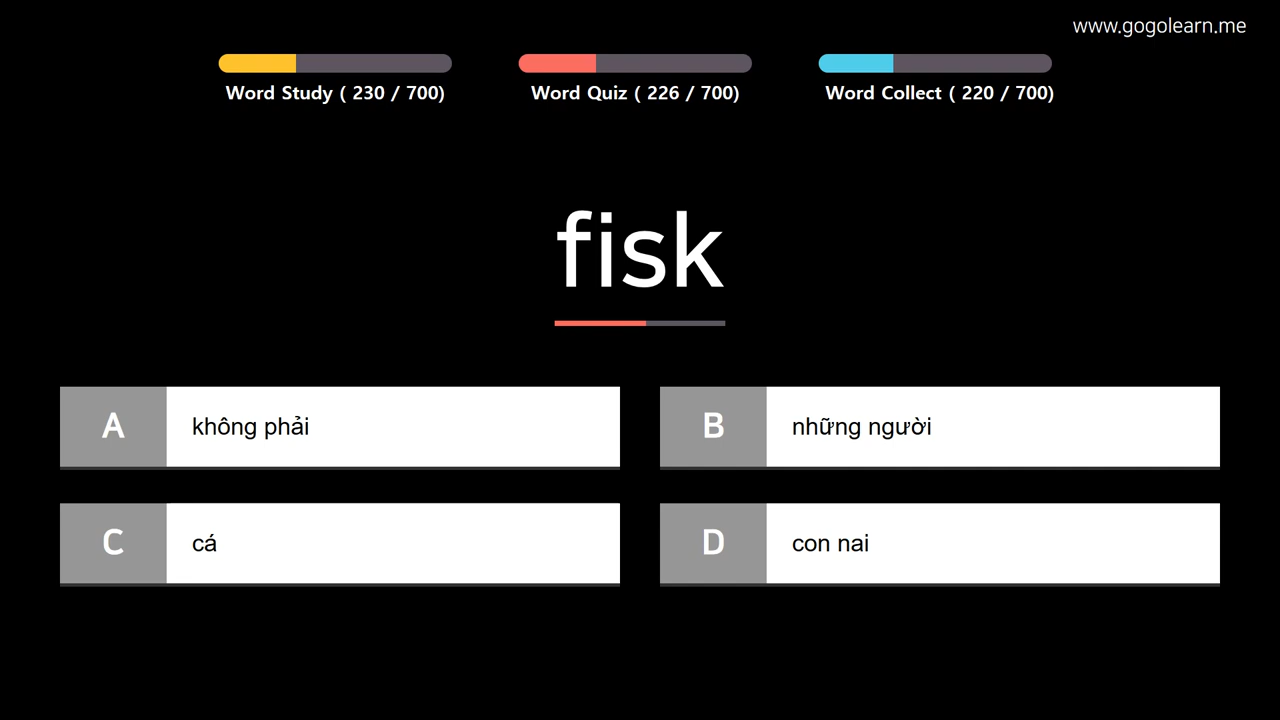 www.gogolearn.me
Word Study ( 230 / 700)
Word Quiz ( 226 / 700)
Word Collect ( 220 / 700)
fisk
A không phải
B những người
C cá
D con nai